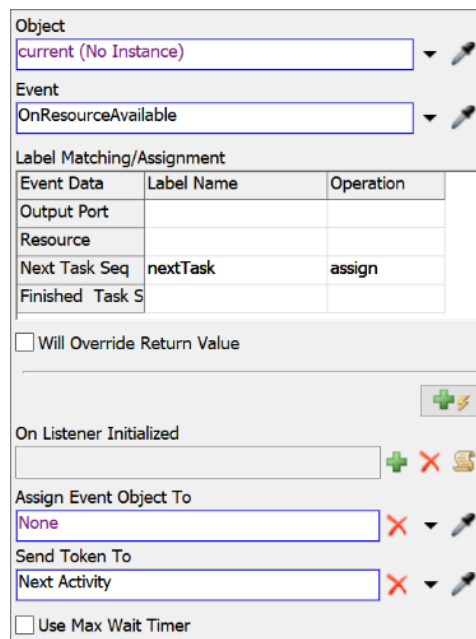 Object
current (No Instance)
Event
OnResourceAvailable
Label Matching/Assignment
Event Data Label Name Operation
Output Port
Resource
Next Task Seq nextTask assign
Finished Task S
Will Override Return Value
On Listener Initialized
Assign Event Object To
None
Send Token To
Next Activity
Use Max Wait Timer